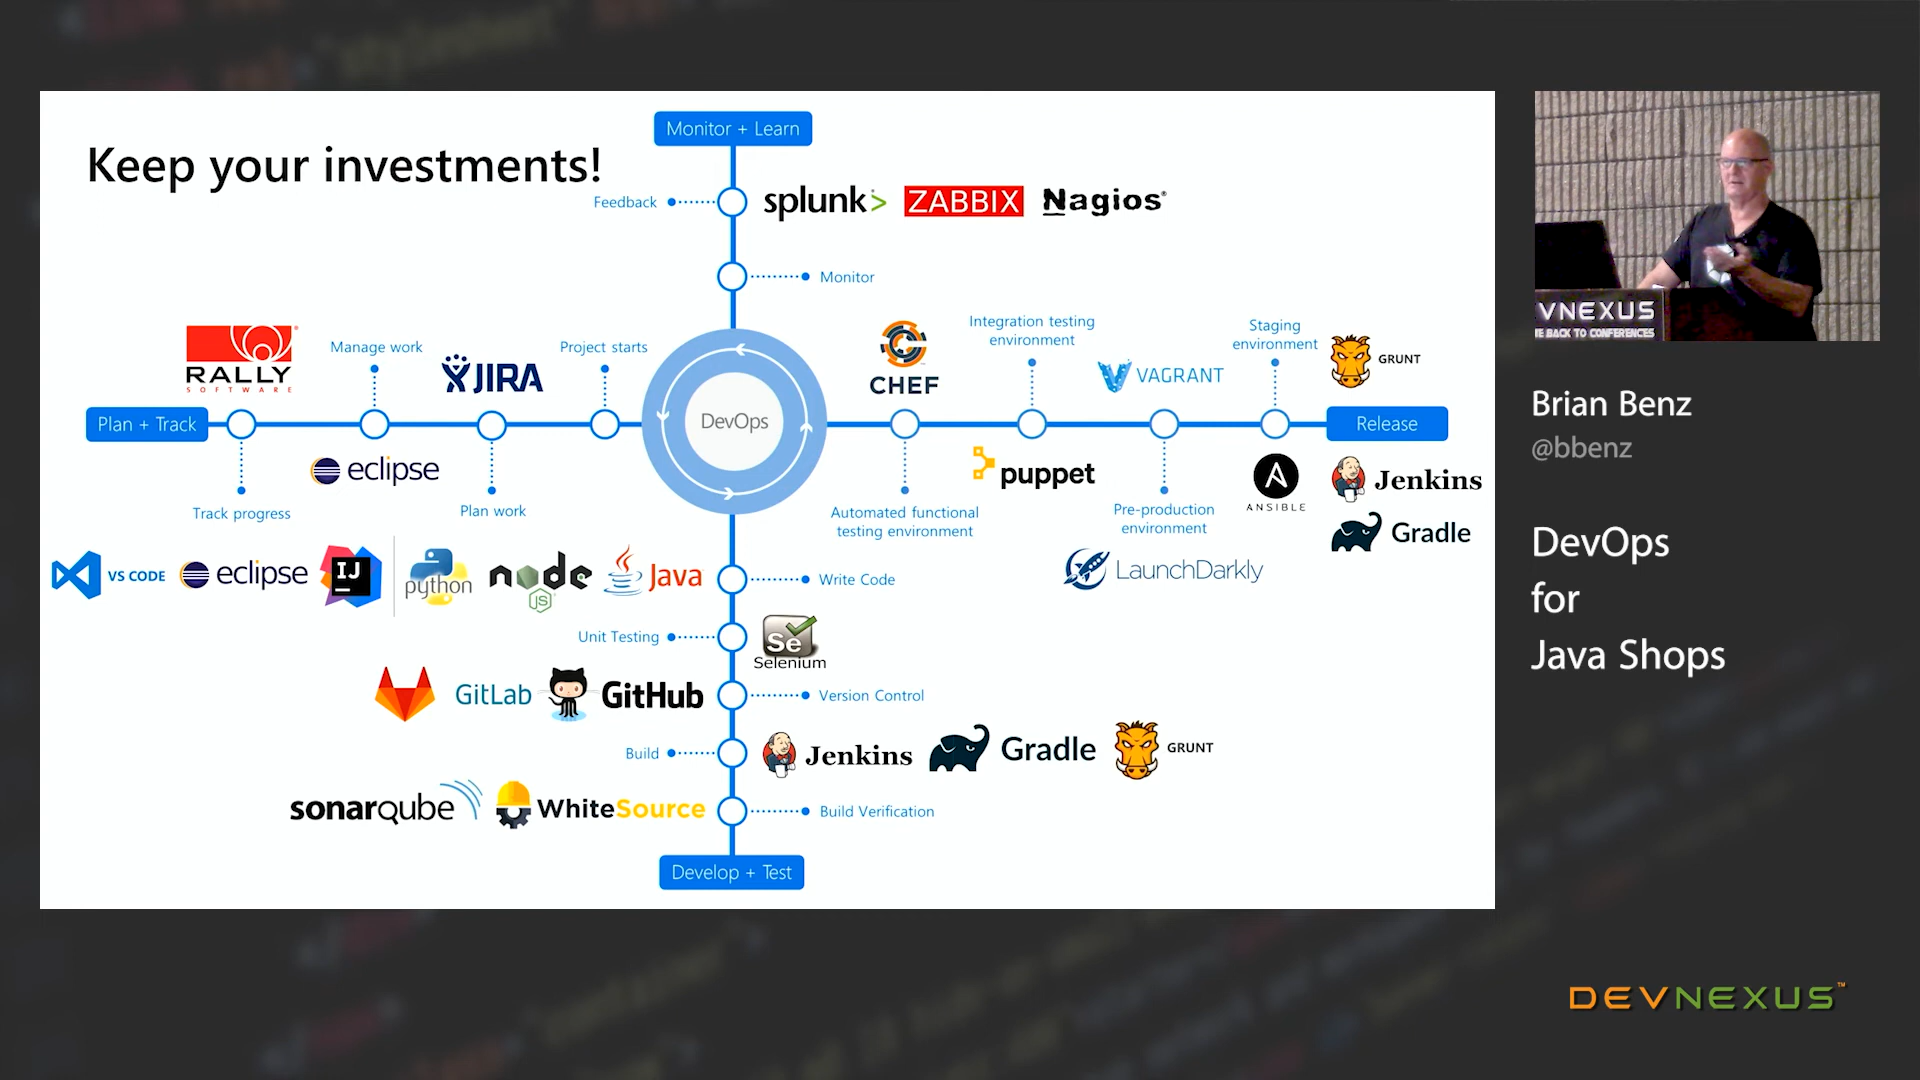 Keep your investments!
Monitor + Learn
Feedback
splunk>
ZABBIX
Nagios®
Monitor
RALLY
SOFTWARE
Manage work
JIRA
Project starts
CHEF
Integration testing
environment
VAGRANT
Staging
environment
GRUNT
Plan + Track
DevOps
Release
eclipse
Track progress
Plan work
Automated functional
testing environment
puppet
Pre-production
environment
A
ANSIBLE
Jenkins
Gradle
LaunchDarkly
VS CODE
eclipse
IJ
python
node
JS
Java
Write Code
Unit Testing
Se
Selenium
GitLab
GitHub
Version Control
Build
Jenkins
Gradle
GRUNT
sonarqube
WhiteSource
Build Verification
Develop + Test
VNEXUS
E BACK TO CONFERENCES
Brian Benz
@bbenz
DevOps
for
Java Shops
DEVNEXUS™